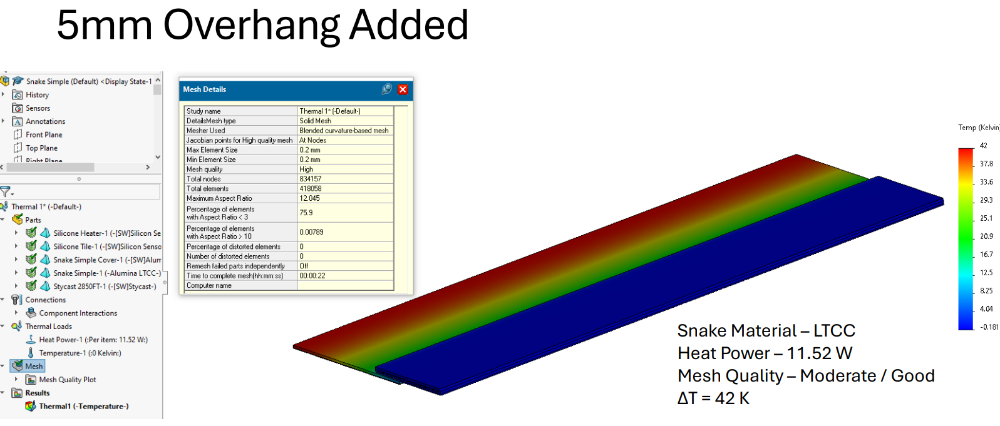 5mm Overhang Added
Snake Simple (Default) <Display State-1
History
Sensors
Annotations
Front Plane
Top Plane
Right Plane
Thermal 1* (-Default-)
Parts
Silicone Heater-1 (-[SW]Silicon Se
Silicone Tile-1 (-[SW]Silicon Senso
Snake Simple Cover-1 (-[SW]Alum
Snake Simple-1 (-Alumina LTCC-)
Stycast 2850FT-1 (-[SW]Stycast-)
Connections
Component Interactions
Thermal Loads
Heat Power-1 (:Per item: 11.52 W:)
Temperature-1 (:0 Kelvin:)
Mesh
Mesh Quality Plot
Results
Thermal1 (-Temperature-)
Mesh Details
Study name Thermal 1* (-Default-)
DetailsMesh type Solid Mesh
Mesher Used Blended curvature-based mesh
Jacobian points for High quality mesh At Nodes
Max Element Size 0.2 mm
Min Element Size 0.2 mm
Mesh quality High
Total nodes 834157
Total elements 418058
Maximum Aspect Ratio 12.045
Percentage of elements
with Aspect Ratio < 3 75.9
Percentage of elements
with Aspect Ratio > 10 0.00789
Percentage of distorted elements 0
Number of distorted elements 0
Remesh failed parts independently Off
Time to complete mesh(hh:mm:ss) 00:00:22
Computer name
Temp (Kelvin)
42
37.8
33.6
29.3
25.1
20.9
16.7
12.5
8.25
4.04
-0.181
Snake Material – LTCC
Heat Power – 11.52 W
Mesh Quality – Moderate / Good
ΔT = 42 K